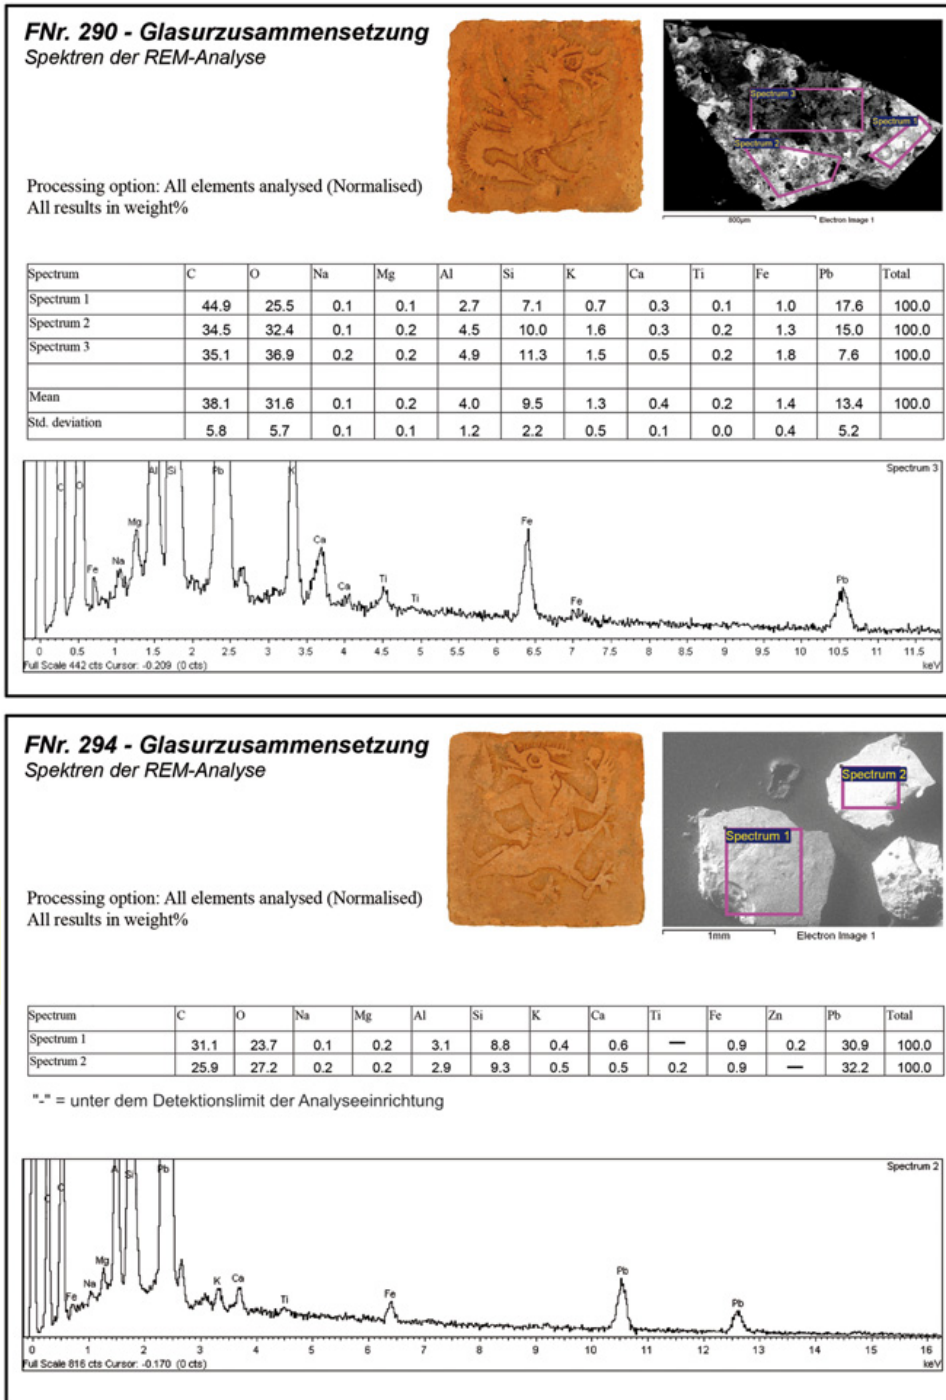 FNr. 290 - Glasurzusammensetzung
Spektren der REM-Analyse
Spectrum 3
Spectrum 1
Spectrum 2
Processing option: All elements analysed (Normalised)
All results in weight%
800µm Electron Image 1
Spectrum C O Na Mg Al Si K Ca Ti Fe Pb Total
Spectrum 1 44.9 25.5 0.1 0.1 2.7 7.1 0.7 0.3 0.1 1.0 17.6 100.0
Spectrum 2 34.5 32.4 0.1 0.2 4.5 10.0 1.6 0.3 0.2 1.3 15.0 100.0
Spectrum 3 35.1 36.9 0.2 0.2 4.9 11.3 1.5 0.5 0.2 1.8 7.6 100.0
Mean 38.1 31.6 0.1 0.2 4.0 9.5 1.3 0.4 0.2 1.4 13.4 100.0
Std. deviation 5.8 5.7 0.1 0.1 1.2 2.2 0.5 0.1 0.0 0.4 5.2
Spectrum 3
C O Fe Na Mg Al Si Pb K Ca Ca Ti Ti Fe Fe Pb
0 0.5 1 1.5 2 2.5 3 3.5 4 4.5 5 5.5 6 6.5 7 7.5 8 8.5 9 9.5 10 10.5 11 11.5
Full Scale 442 cts Cursor: -0.209 (0 cts) keV
FNr. 294 - Glasurzusammensetzung
Spektren der REM-Analyse
Spectrum 2
Spectrum 1
Processing option: All elements analysed (Normalised)
All results in weight%
1mm Electron Image 1
Spectrum C O Na Mg Al Si K Ca Ti Fe Zn Pb Total
Spectrum 1 31.1 23.7 0.1 0.2 3.1 8.8 0.4 0.6 — 0.9 0.2 30.9 100.0
Spectrum 2 25.9 27.2 0.2 0.2 2.9 9.3 0.5 0.5 0.2 0.9 — 32.2 100.0
"-" = unter dem Detektionslimit der Analyseeinrichtung
Spectrum 2
Fe Na Mg Si Pb K Ca Ti Fe Pb Pb
0 1 2 3 4 5 6 7 8 9 10 11 12 13 14 15 16
Full Scale 816 cts Cursor: -0.170 (0 cts) keV